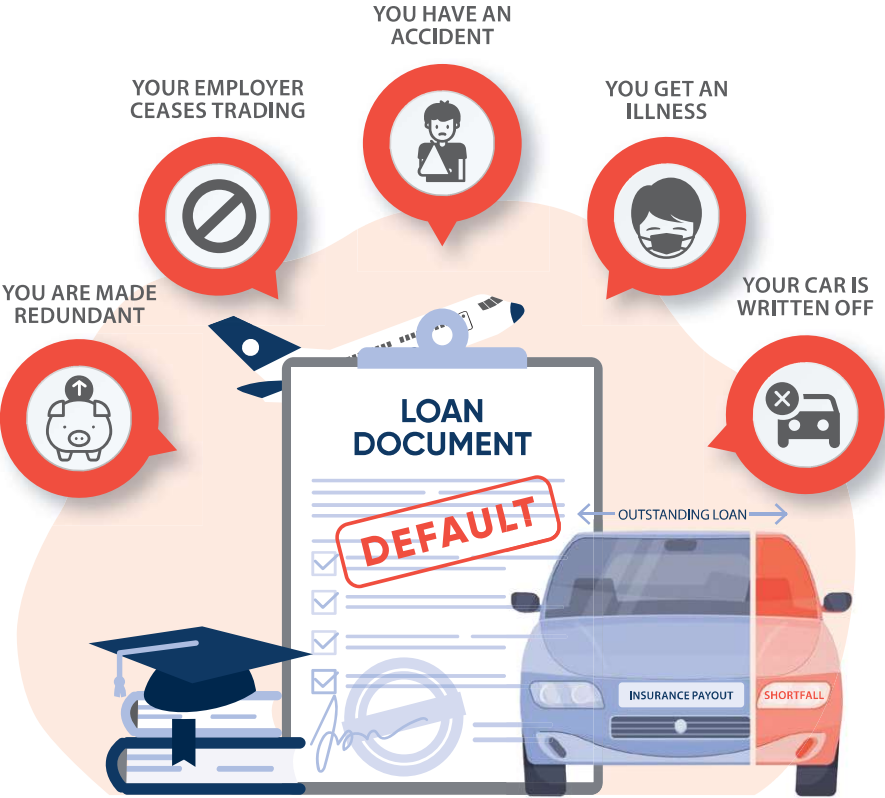 YOU HAVE AN
ACCIDENT
YOUR EMPLOYER
CEASES TRADING
YOU GET AN
ILLNESS
YOU ARE MADE
REDUNDANT
YOUR CAR IS
WRITTEN OFF
LOAN
DOCUMENT
DEFAULT
OUTSTANDING LOAN
INSURANCE PAYOUT
SHORTFALL